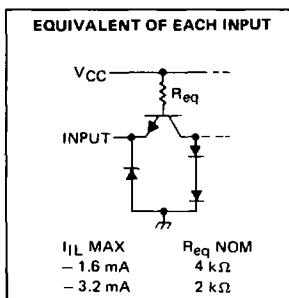 EQUIVALENT OF EACH INPUT
VCC
Req
INPUT
IIL MAX Req NOM
– 1.6 mA 4 kΩ
– 3.2 mA 2 kΩ